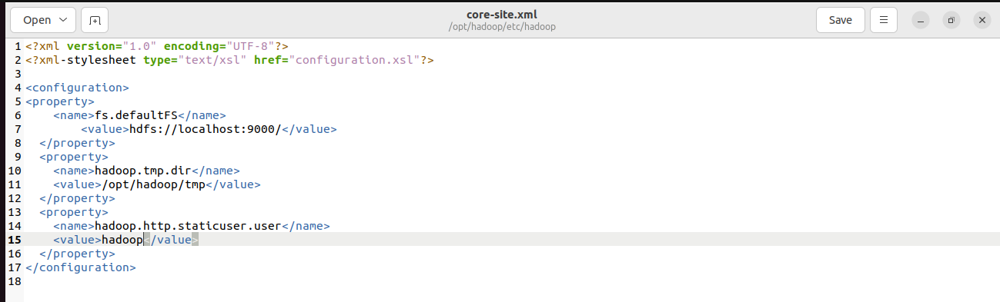 Open
core-site.xml
/opt/hadoop/etc/hadoop
Save
1 <?xml version="1.0" encoding="UTF-8"?>
2 <?xml-stylesheet type="text/xsl" href="configuration.xsl"?>
3
4 <configuration>
5 <property>
6     <name>fs.defaultFS</name>
7         <value>hdfs://localhost:9000/</value>
8   </property>
9   <property>
10     <name>hadoop.tmp.dir</name>
11     <value>/opt/hadoop/tmp</value>
12   </property>
13   <property>
14     <name>hadoop.http.staticuser.user</name>
15     <value>hadoop</value>
16   </property>
17 </configuration>
18